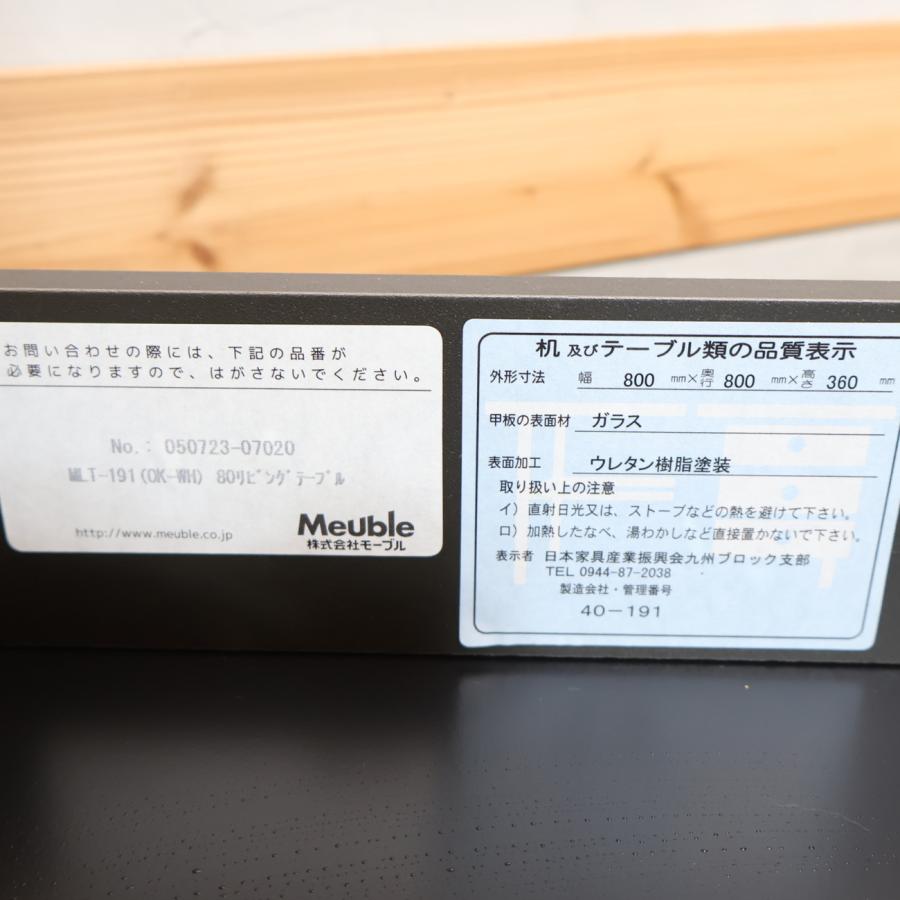 お問い合わせの際には、下記の品番が
必要になりますので、はがさないでください。
No.: 050723-07020
MLT-191(OK-WH) 80リビングテーブル
http://www.meuble.co.jp
Meuble
株式会社モーブル
机及びテーブル類の品質表示
外形寸法 幅 800 mm×奥行 800 mm×高さ 360 mm
甲板の表面材 ガラス
表面加工 ウレタン樹脂塗装
取り扱い上の注意
イ）直射日光又は、ストーブなどの熱を避けて下さい。
ロ）加熱したなべ、湯わかしなど直接置かないで下さい。
表示者 日本家具産業振興会九州ブロック支部
TEL 0944-87-2038
製造会社・管理番号
40-191